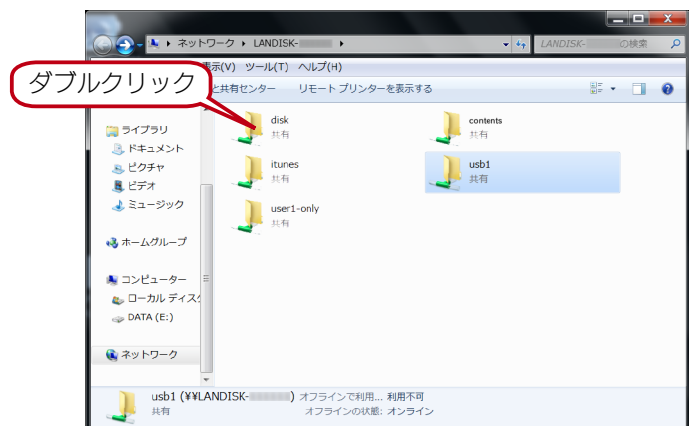 ネットワーク ▸ LANDISK- ▸
LANDISK- の検索
表示(V) ツール(T) ヘルプ(H)
ダブルクリック
と共有センター リモート プリンターを表示する
ライブラリ
ドキュメント
ピクチャ
ビデオ
ミュージック
ホームグループ
コンピューター
ローカル ディスク
DATA (E:)
ネットワーク
disk
共有
contents
共有
itunes
共有
usb1
共有
user1-only
共有
usb1 (¥¥LANDISK- ) オフラインで利用... 利用不可
共有 オフラインの状態: オンライン